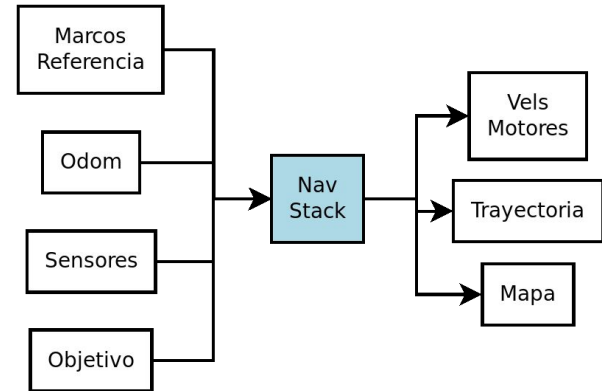 Marcos
Referencia
Odom
Sensores
Objetivo
Nav
Stack
Vels
Motores
Trayectoria
Mapa